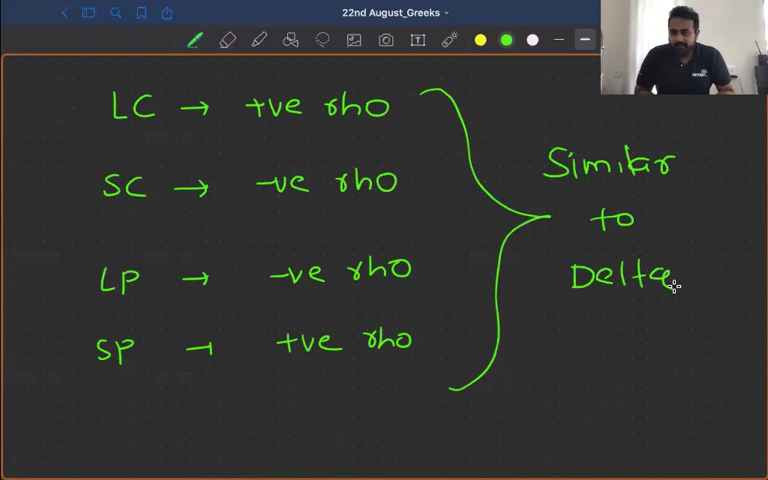 22nd August_Greeks
LC → +ve rho
SC → -ve rho
LP → -ve rho
SP → +ve rho
Similar
to
Delta